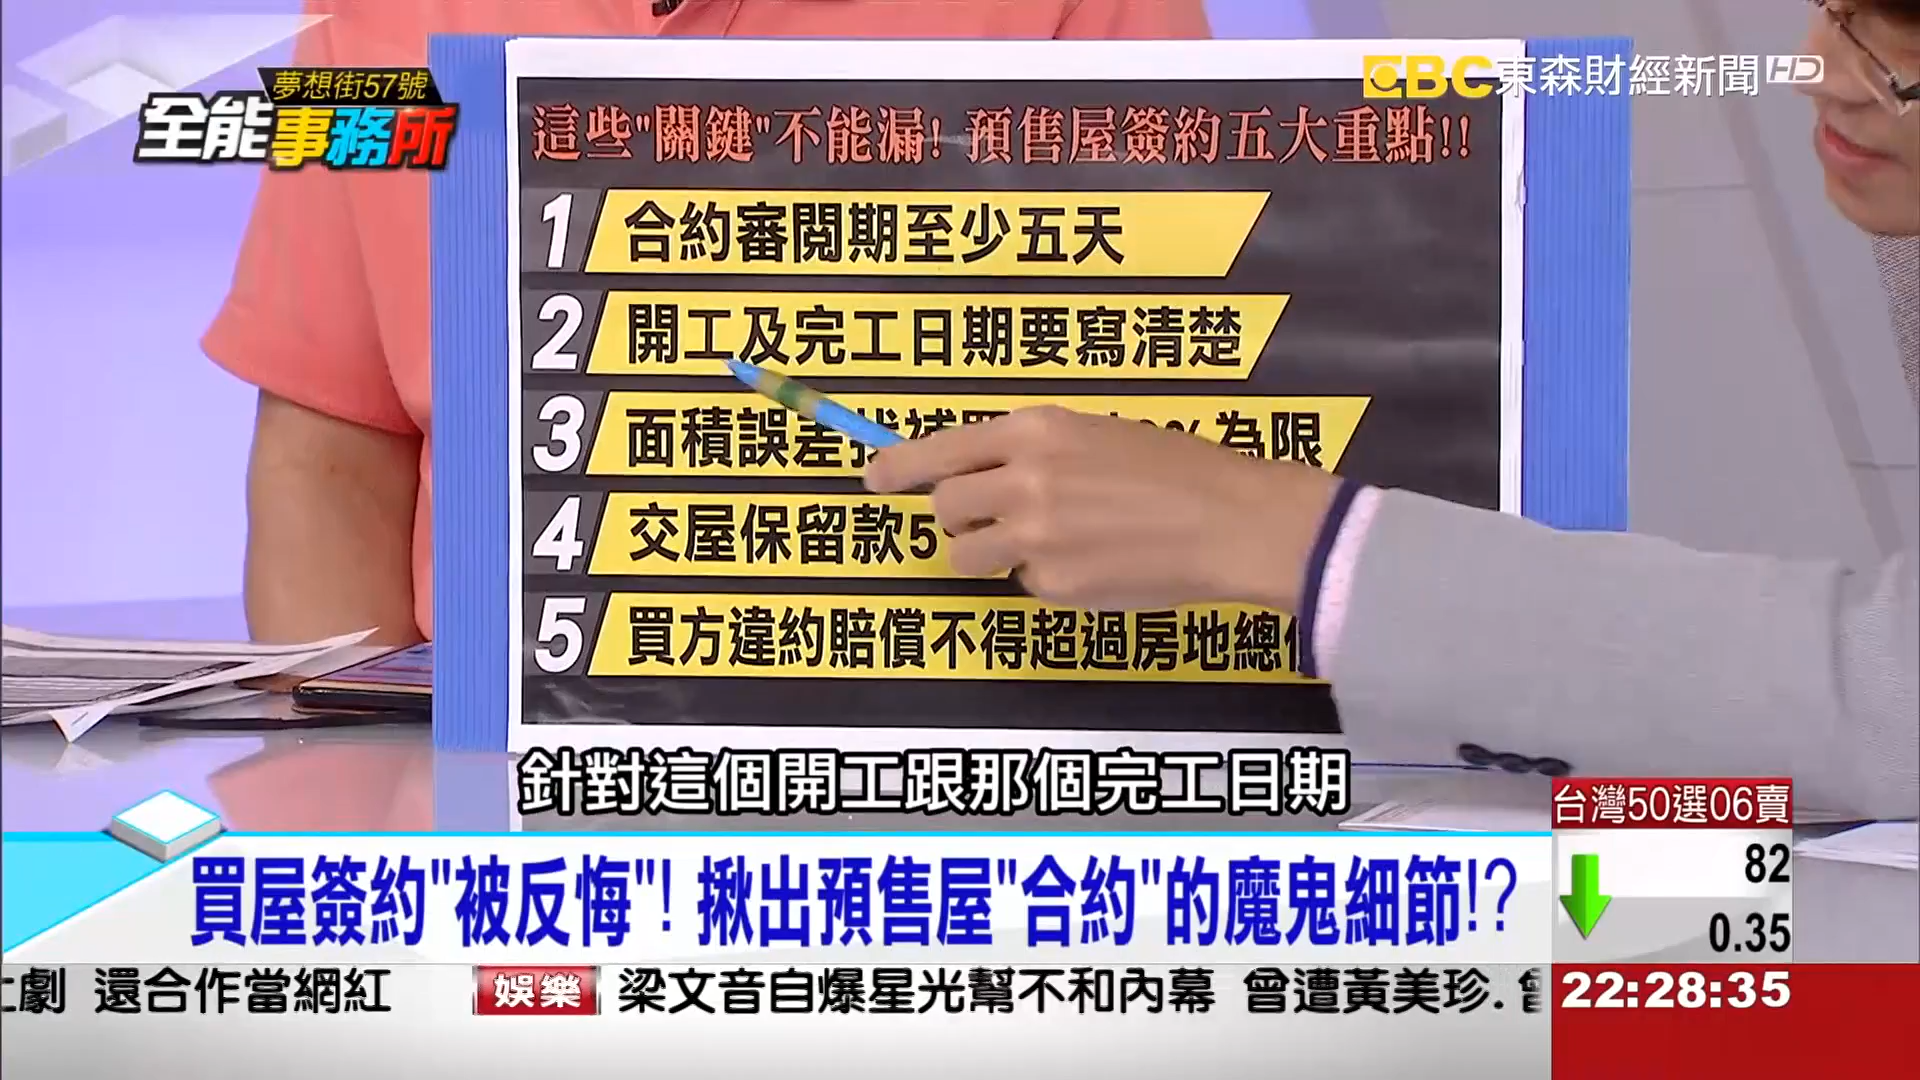 夢想街57號
全能事務所
EBC東森財經新聞HD
這些"關鍵"不能漏! 預售屋簽約五大重點!!
1 合約審閱期至少五天
2 開工及完工日期要寫清楚
3 面積誤差找補 為限
4 交屋保留款5
5 買方違約賠償不得超過房地總
針對這個開工跟那個完工日期
買屋簽約"被反悔"! 揪出預售屋"合約"的魔鬼細節!?
台灣50選06賣
82
0.35
劇 還合作當網紅 娛樂 梁文音自爆星光幫不和內幕 曾遭黃美珍.
22:28:35